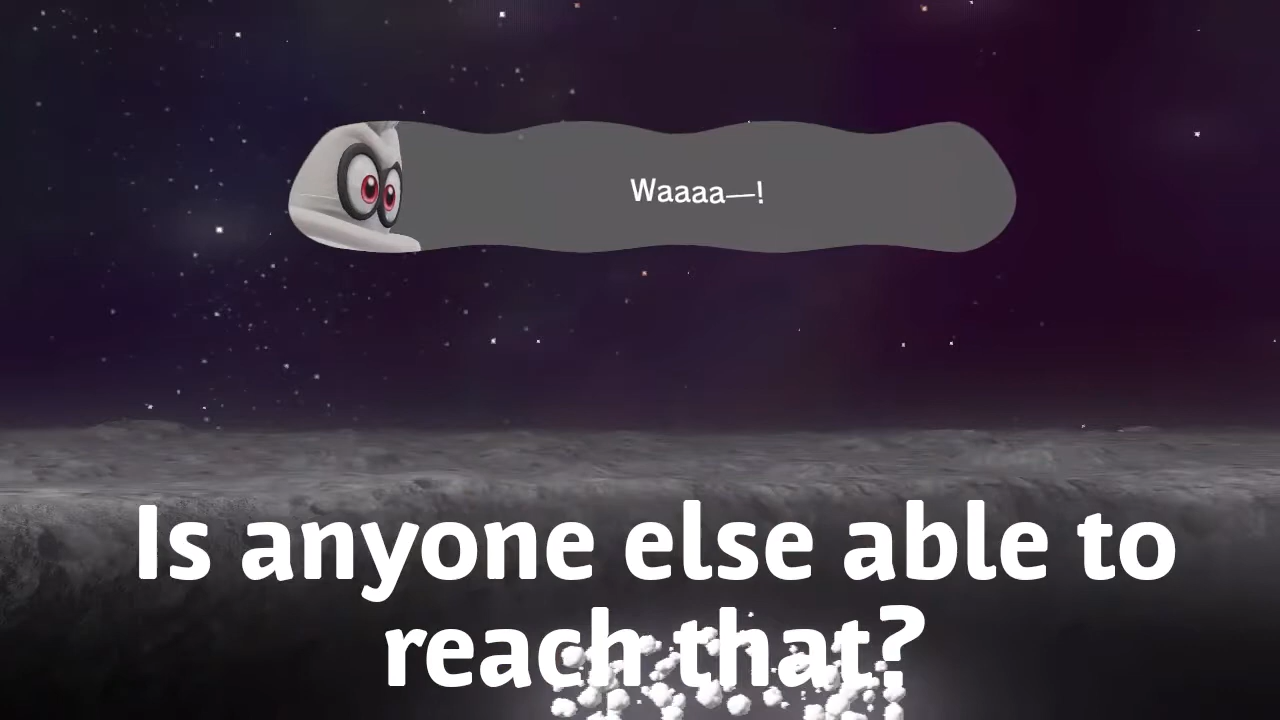 Waaaa—!
Is anyone else able to
reach that?